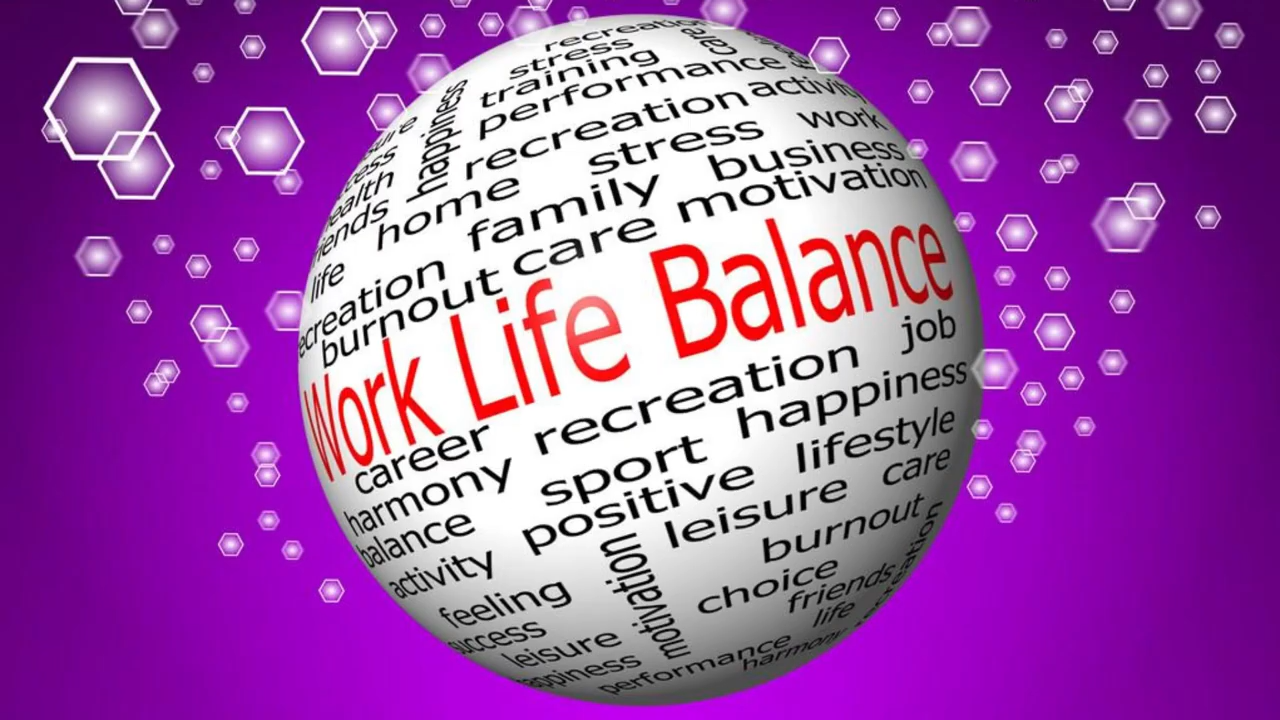 recreation
care
stress
training
performance
happiness
recreation activity
stress work
home family business
friends care motivation
life
recreation
burnout
Work Life Balance
job
career recreation
harmony sport happiness
balance positive lifestyle
activity leisure care
motivation burnout
feeling choice
success friends
leisure life
happiness performance harmony